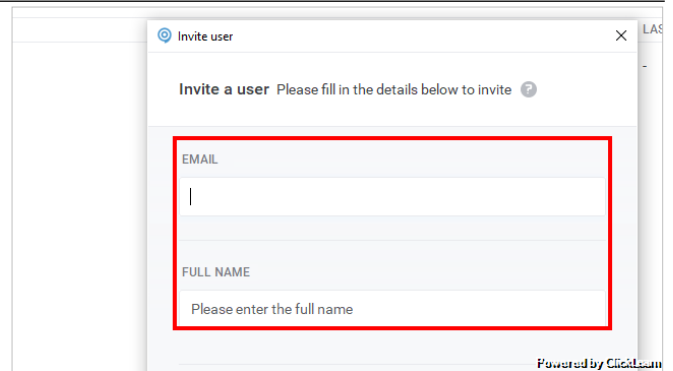 Invite user
LAS
Invite a user Please fill in the details below to invite ?
-
EMAIL
FULL NAME
Please enter the full name
Powered by ClickLearn